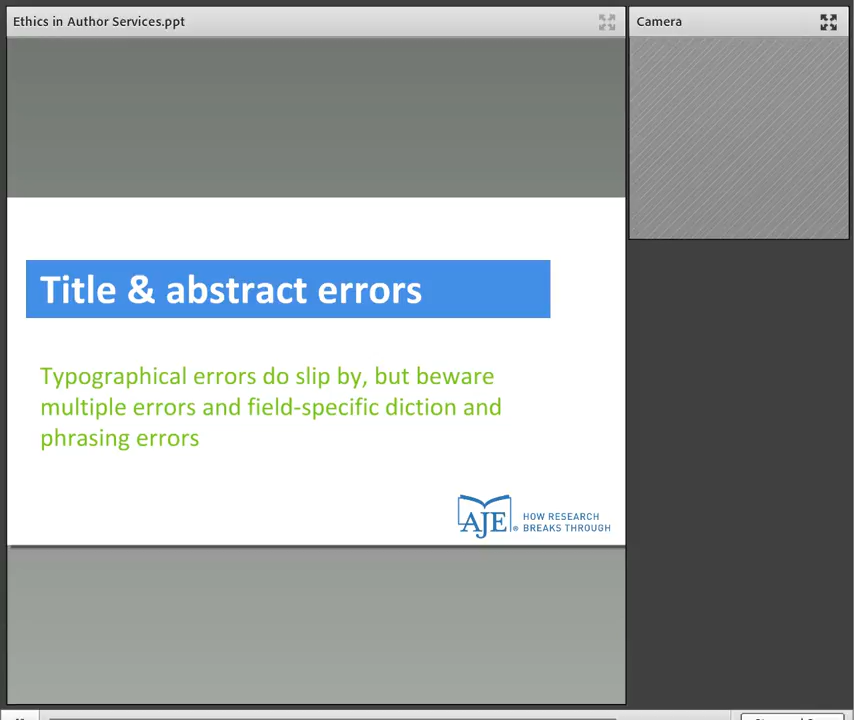 Ethics in Author Services.ppt
Camera
Title & abstract errors
Typographical errors do slip by, but beware
multiple errors and field-specific diction and
phrasing errors
AJE® HOW RESEARCH
BREAKS THROUGH